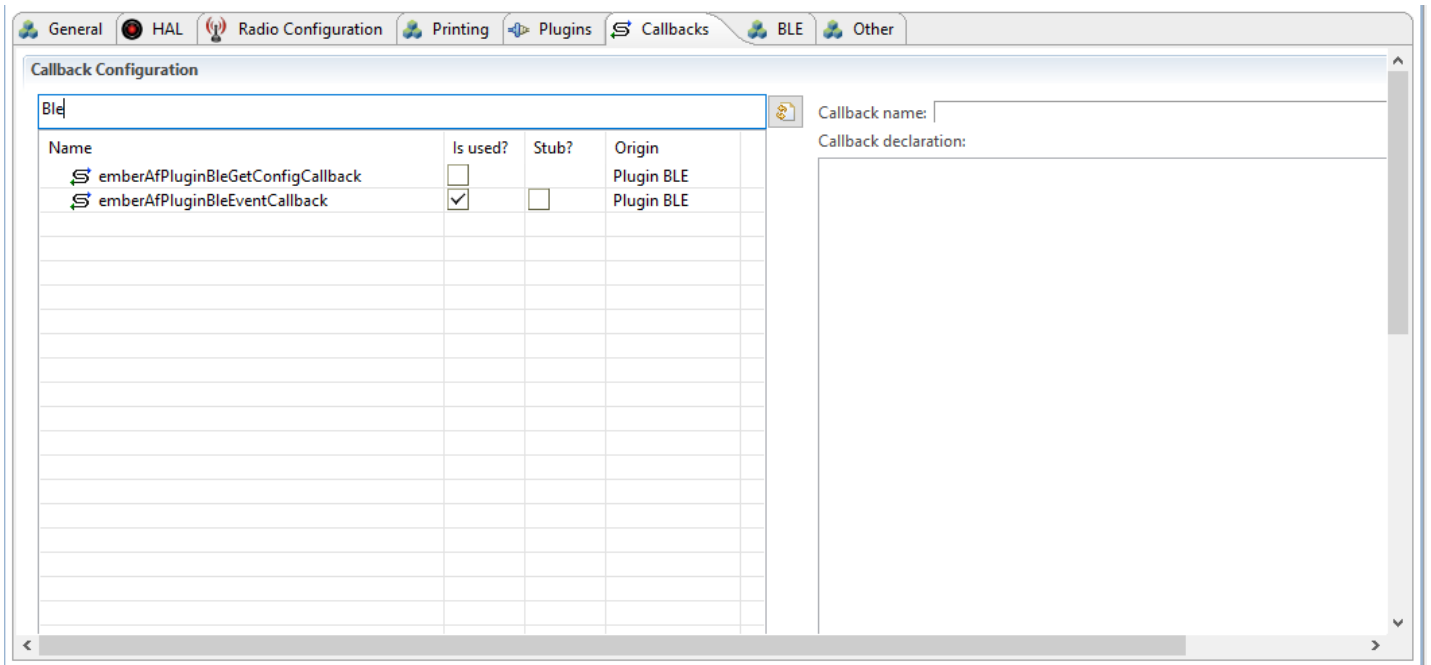 General HAL Radio Configuration Printing Plugins Callbacks BLE Other
Callback Configuration
Ble
Callback name:
Callback declaration:
Name Is used? Stub? Origin
emberAfPluginBleGetConfigCallback Plugin BLE
emberAfPluginBleEventCallback Plugin BLE